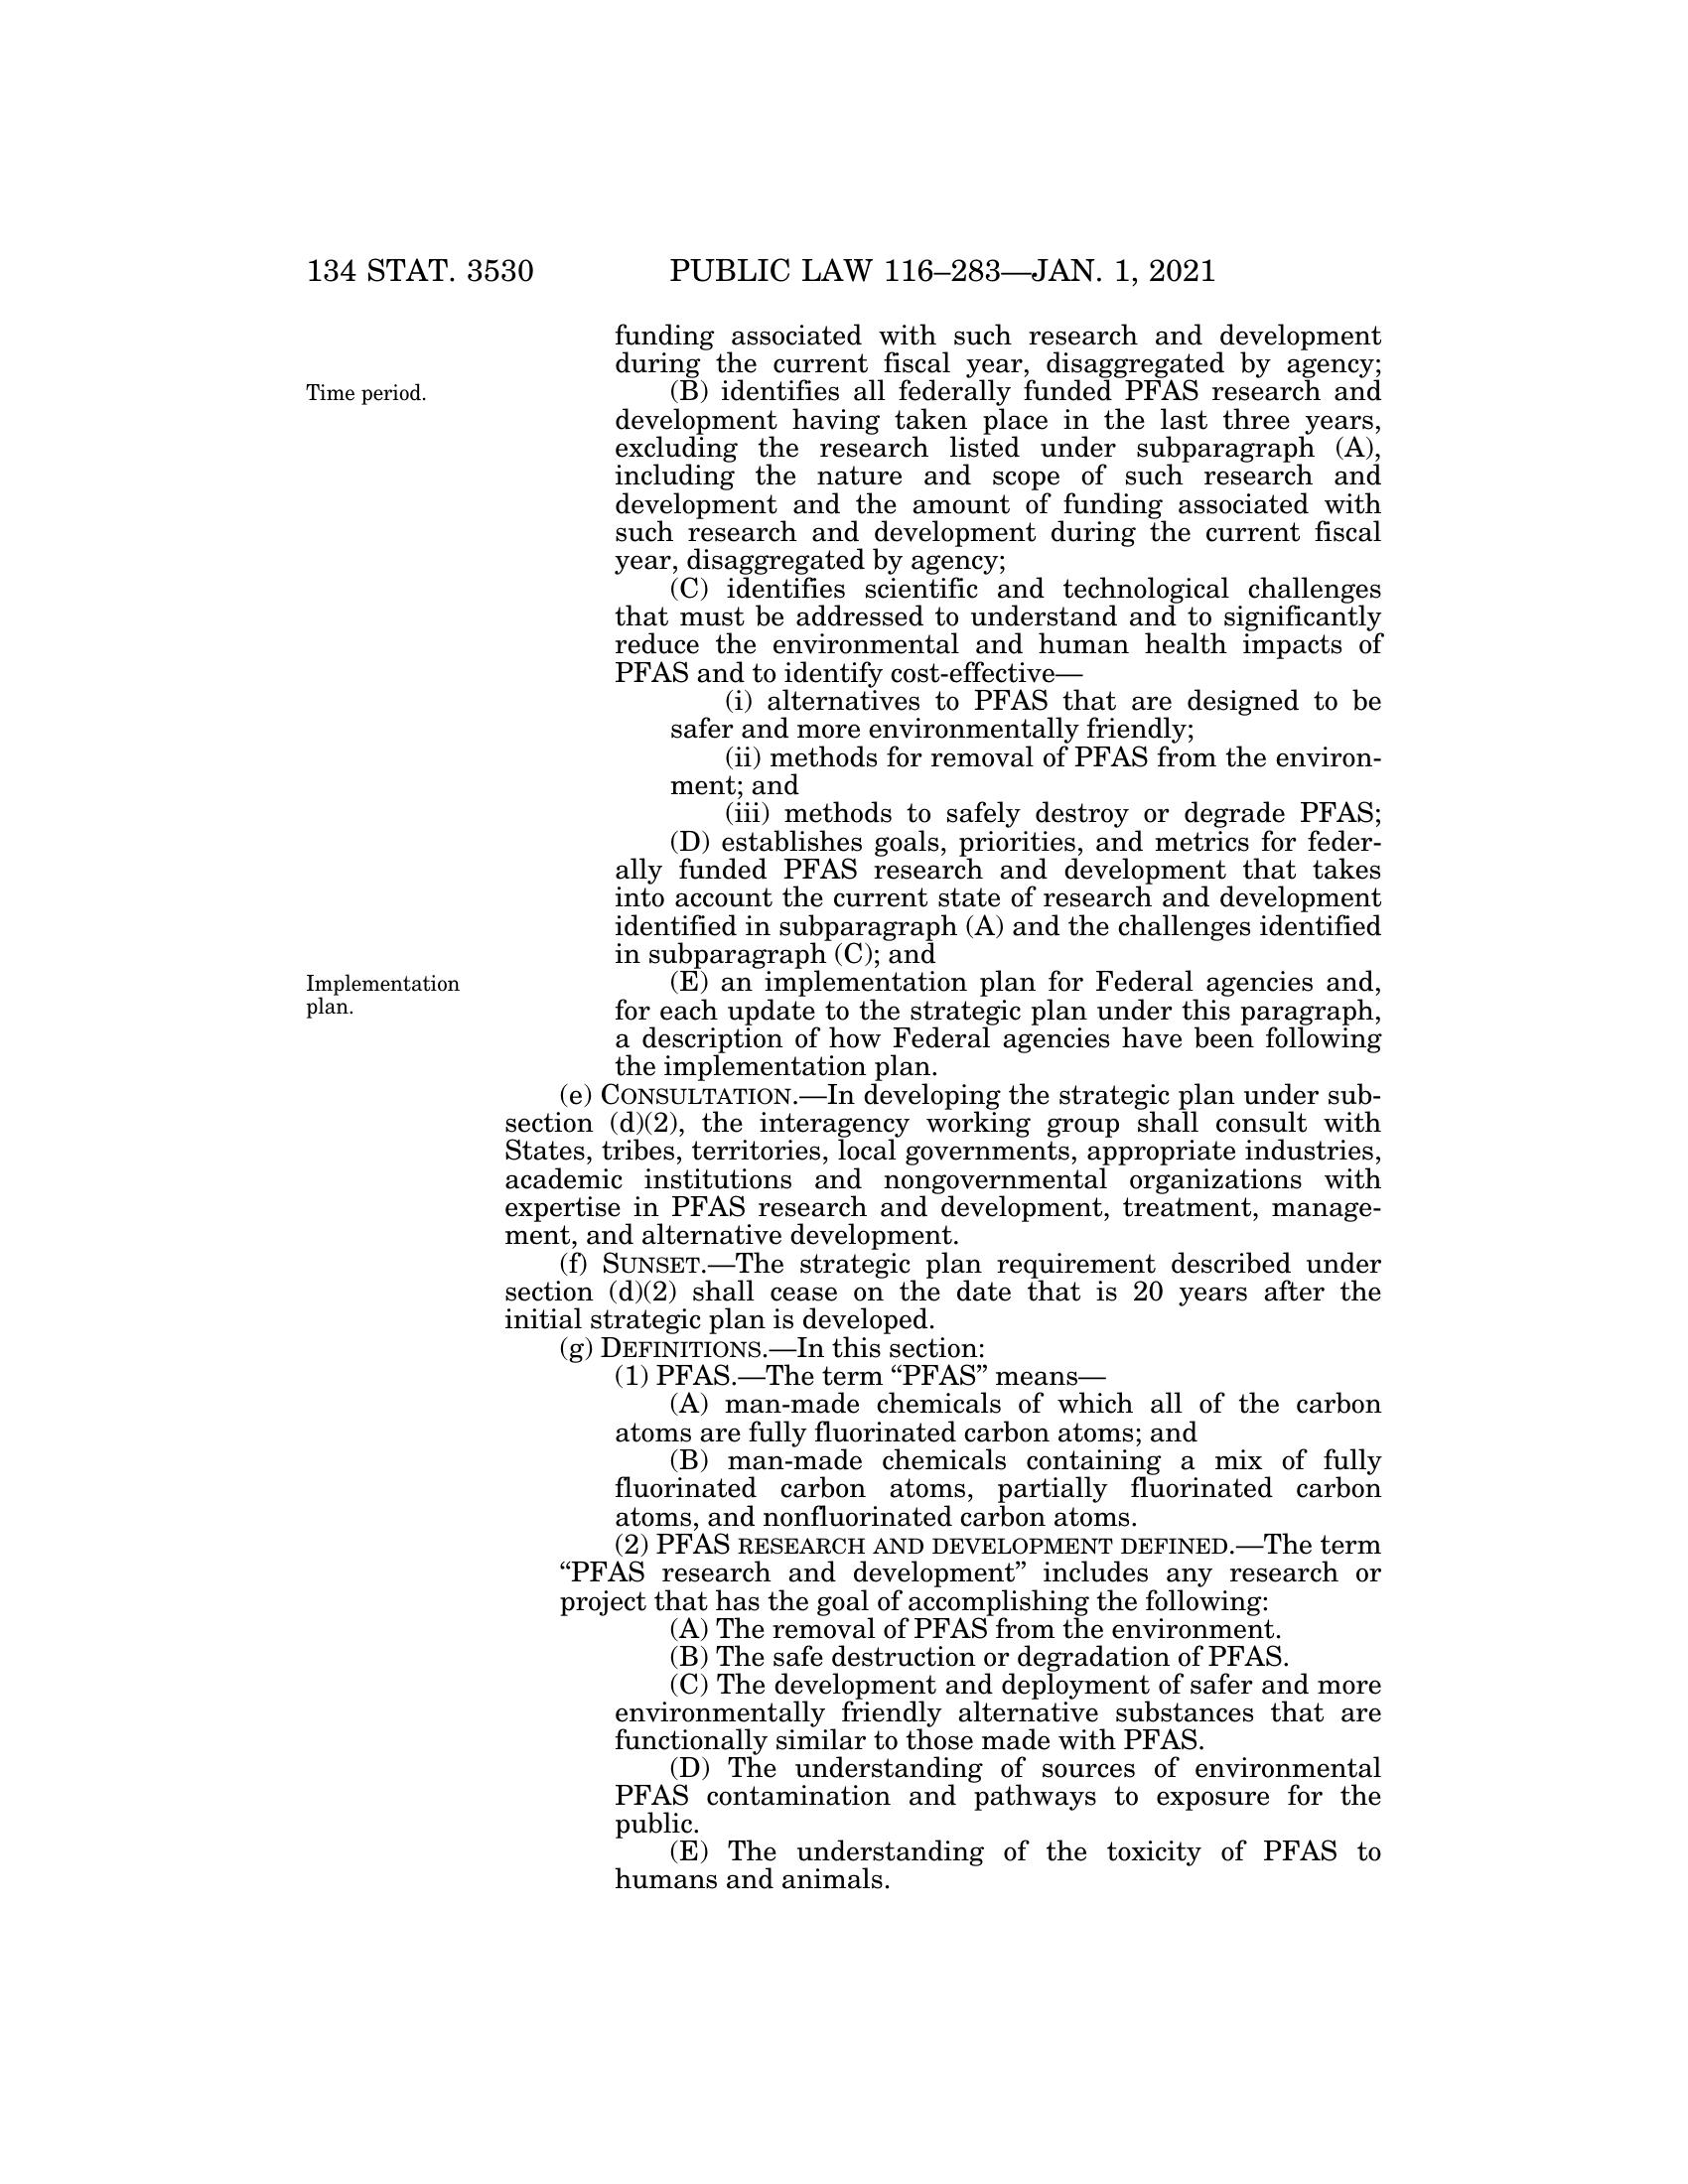 134 STAT. 3530 PUBLIC LAW 116–283—JAN. 1, 2021
funding associated with such research and development
during the current fiscal year, disaggregated by agency;
Time period.
(B) identifies all federally funded PFAS research and
development having taken place in the last three years,
excluding the research listed under subparagraph (A),
including the nature and scope of such research and
development and the amount of funding associated with
such research and development during the current fiscal
year, disaggregated by agency;
(C) identifies scientific and technological challenges
that must be addressed to understand and to significantly
reduce the environmental and human health impacts of
PFAS and to identify cost-effective—
(i) alternatives to PFAS that are designed to be
safer and more environmentally friendly;
(ii) methods for removal of PFAS from the environ-
ment; and
(iii) methods to safely destroy or degrade PFAS;
(D) establishes goals, priorities, and metrics for feder-
ally funded PFAS research and development that takes
into account the current state of research and development
identified in subparagraph (A) and the challenges identified
in subparagraph (C); and
Implementation
plan.
(E) an implementation plan for Federal agencies and,
for each update to the strategic plan under this paragraph,
a description of how Federal agencies have been following
the implementation plan.
(e) CONSULTATION.—In developing the strategic plan under sub-
section (d)(2), the interagency working group shall consult with
States, tribes, territories, local governments, appropriate industries,
academic institutions and nongovernmental organizations with
expertise in PFAS research and development, treatment, manage-
ment, and alternative development.
(f) SUNSET.—The strategic plan requirement described under
section (d)(2) shall cease on the date that is 20 years after the
initial strategic plan is developed.
(g) DEFINITIONS.—In this section:
(1) PFAS.—The term “PFAS” means—
(A) man-made chemicals of which all of the carbon
atoms are fully fluorinated carbon atoms; and
(B) man-made chemicals containing a mix of fully
fluorinated carbon atoms, partially fluorinated carbon
atoms, and nonfluorinated carbon atoms.
(2) PFAS RESEARCH AND DEVELOPMENT DEFINED.—The term
“PFAS research and development” includes any research or
project that has the goal of accomplishing the following:
(A) The removal of PFAS from the environment.
(B) The safe destruction or degradation of PFAS.
(C) The development and deployment of safer and more
environmentally friendly alternative substances that are
functionally similar to those made with PFAS.
(D) The understanding of sources of environmental
PFAS contamination and pathways to exposure for the
public.
(E) The understanding of the toxicity of PFAS to
humans and animals.